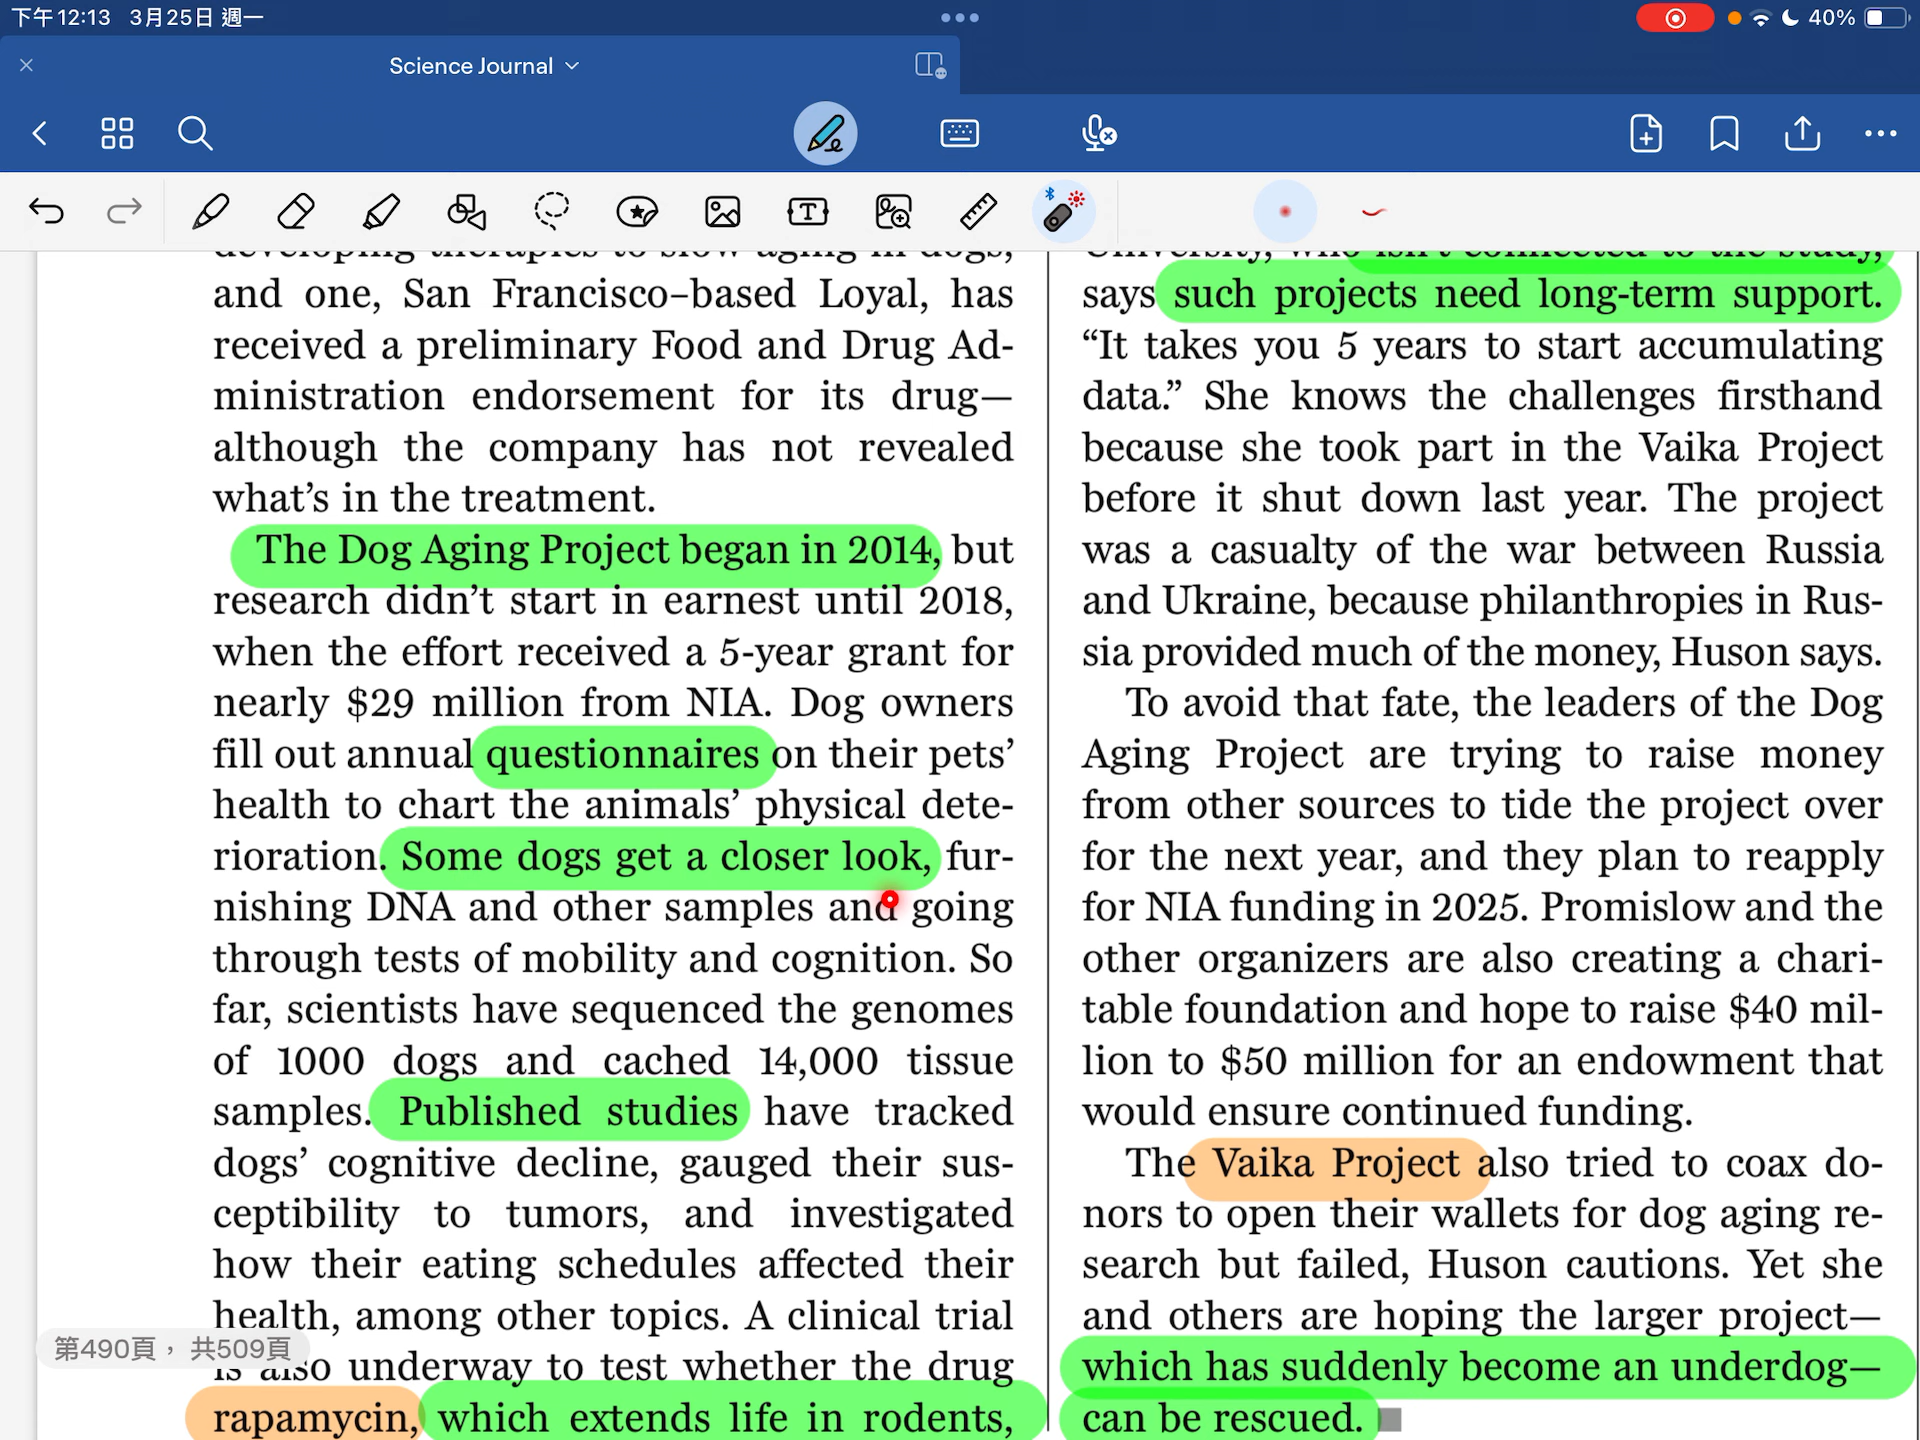 下午12:13 3月25日 週一
40%
Science Journal
developing therapies to slow aging in dogs,
and one, San Francisco–based Loyal, has
received a preliminary Food and Drug Ad-
ministration endorsement for its drug—
although the company has not revealed
what’s in the treatment.
The Dog Aging Project began in 2014, but
research didn’t start in earnest until 2018,
when the effort received a 5-year grant for
nearly $29 million from NIA. Dog owners
fill out annual questionnaires on their pets’
health to chart the animals’ physical dete-
rioration. Some dogs get a closer look, fur-
nishing DNA and other samples and going
through tests of mobility and cognition. So
far, scientists have sequenced the genomes
of 1000 dogs and cached 14,000 tissue
samples. Published studies have tracked
dogs’ cognitive decline, gauged their sus-
ceptibility to tumors, and investigated
how their eating schedules affected their
health, among other topics. A clinical trial
is also underway to test whether the drug
rapamycin, which extends life in rodents,
University, who isn’t connected to the study,
says such projects need long-term support.
“It takes you 5 years to start accumulating
data.” She knows the challenges firsthand
because she took part in the Vaika Project
before it shut down last year. The project
was a casualty of the war between Russia
and Ukraine, because philanthropies in Rus-
sia provided much of the money, Huson says.
To avoid that fate, the leaders of the Dog
Aging Project are trying to raise money
from other sources to tide the project over
for the next year, and they plan to reapply
for NIA funding in 2025. Promislow and the
other organizers are also creating a chari-
table foundation and hope to raise $40 mil-
lion to $50 million for an endowment that
would ensure continued funding.
The Vaika Project also tried to coax do-
nors to open their wallets for dog aging re-
search but failed, Huson cautions. Yet she
and others are hoping the larger project—
which has suddenly become an underdog—
can be rescued.
第490頁，共509頁